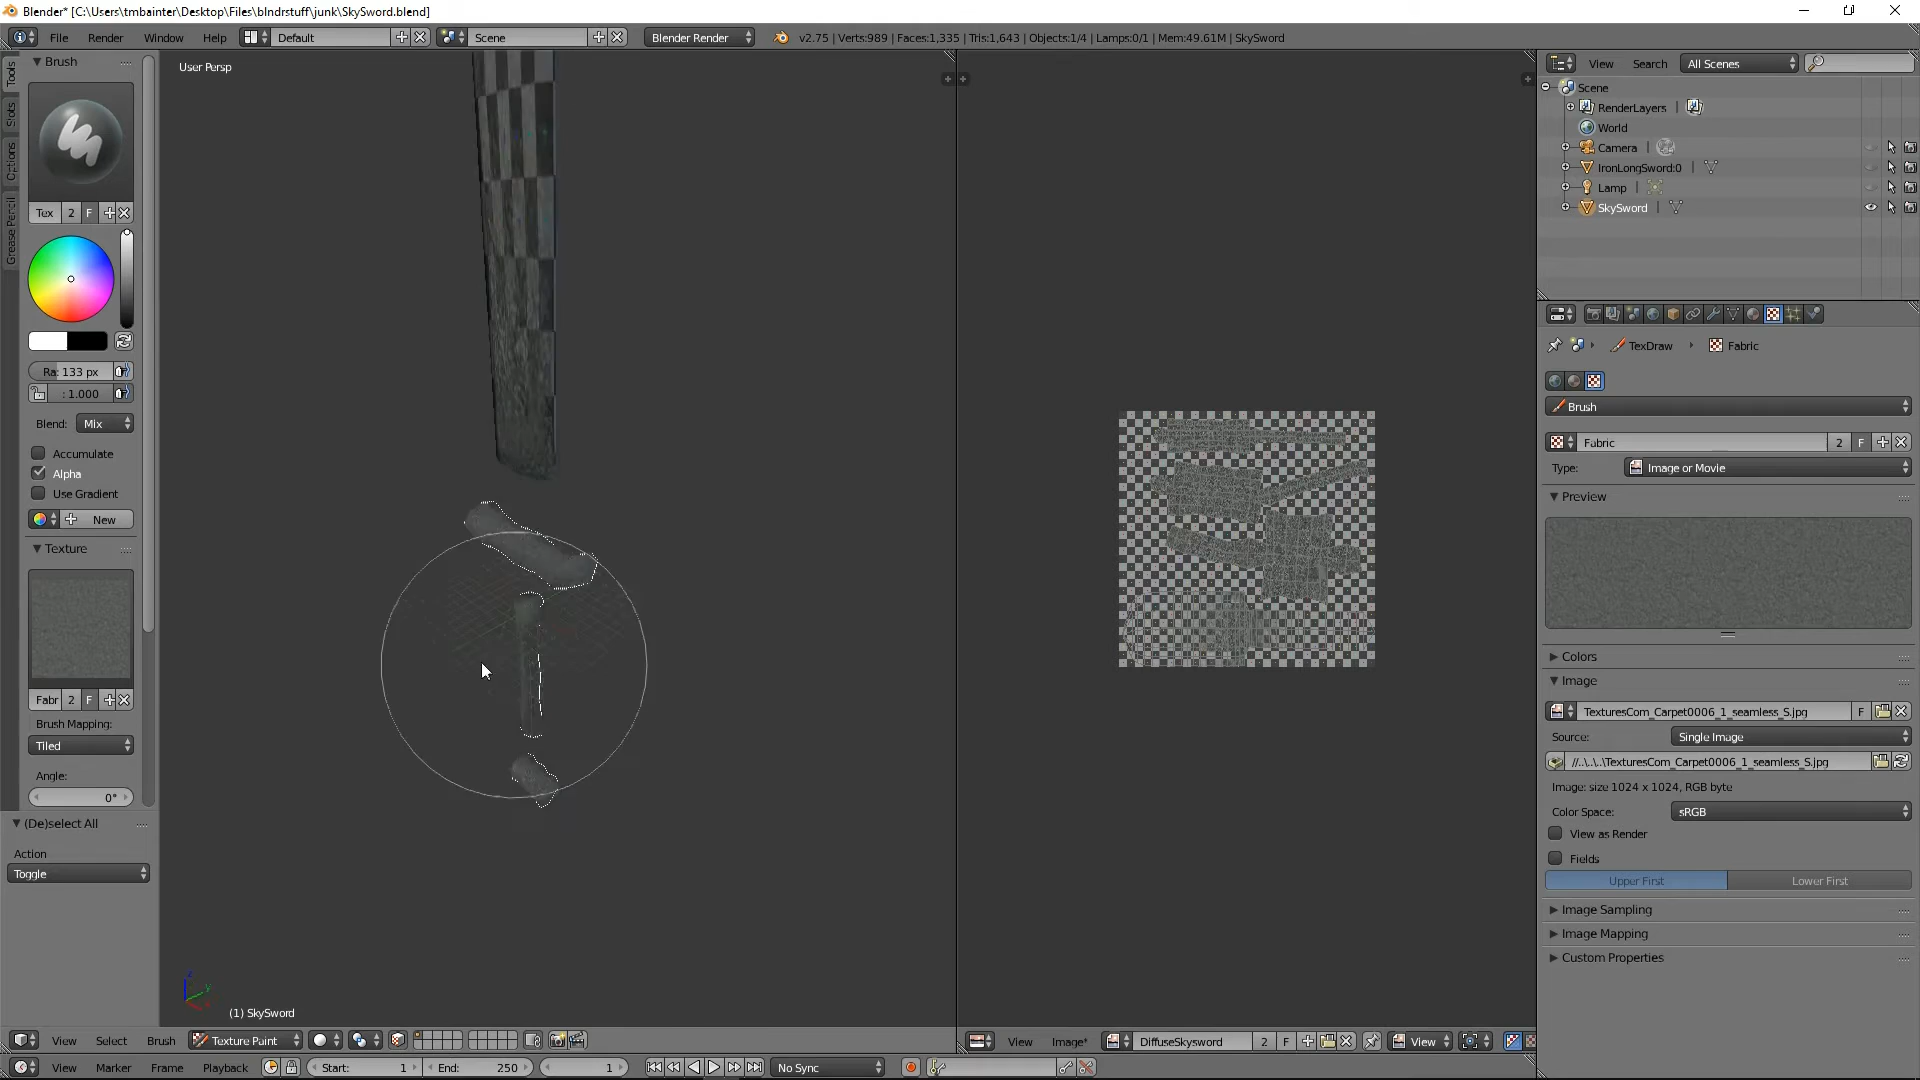 Blender* [C:\Users\tmbainter\Desktop\Files\blndrstuff\junk\SkySword.blend]
File Render Window Help Default Scene Blender Render v2.75 | Verts:989 | Faces:1,335 | Tris:1,643 | Objects:1/4 | Lamps:0/1 | Mem:49.61M | SkySword
Tools
Slots
Options
Grease Pencil
Brush
Tex 2 F
Ra: 133 px
: 1.000
Blend: Mix
Accumulate
Alpha
Use Gradient
New
Texture
Fabr 2 F
Brush Mapping:
Tiled
Angle:
0°
(De)select All
Action
Toggle
User Persp
z
y
(1) SkySword
View Select Brush Texture Paint
View Image* DiffuseSkysword 2 F View
View Marker Frame Playback Start: 1 End: 250 1 No Sync
View Search All Scenes
Scene
RenderLayers |
World
Camera |
IronLongSword:0 |
Lamp |
SkySword |
TexDraw Fabric
Brush
Fabric 2 F
Type: Image or Movie
Preview
Colors
Image
TexturesCom_Carpet0006_1_seamless_S.jpg F
Source: Single Image
//..\..\..\TexturesCom_Carpet0006_1_seamless_S.jpg
Image: size 1024 x 1024, RGB byte
Color Space: sRGB
View as Render
Fields
Upper First Lower First
Image Sampling
Image Mapping
Custom Properties